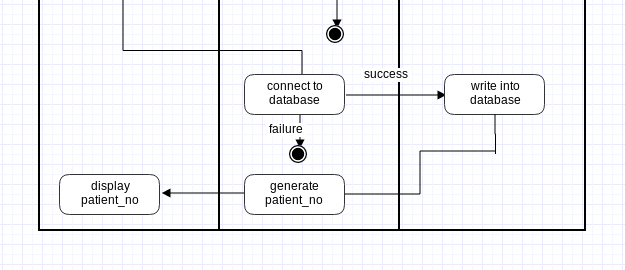 success
connect to
database
write into
database
failure
display
patient_no
generate
patient_no